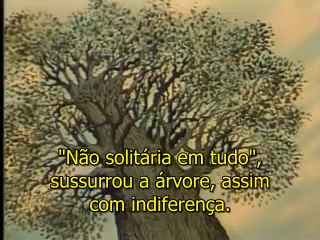 "Não solitária em tudo",
sussurrou a árvore, assim
com indiferença.